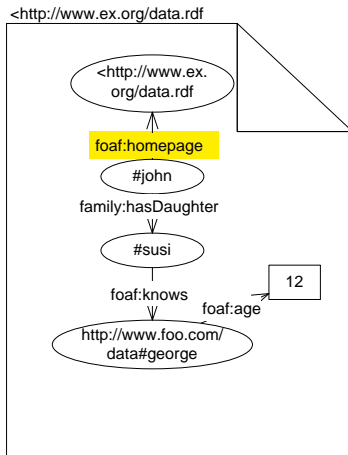 <http://www.ex.org/data.rdf
<http://www.ex.
org/data.rdf
foaf:homepage
#john
family:hasDaughter
#susi
foaf:knows
12
foaf:age
http://www.foo.com/
data#george